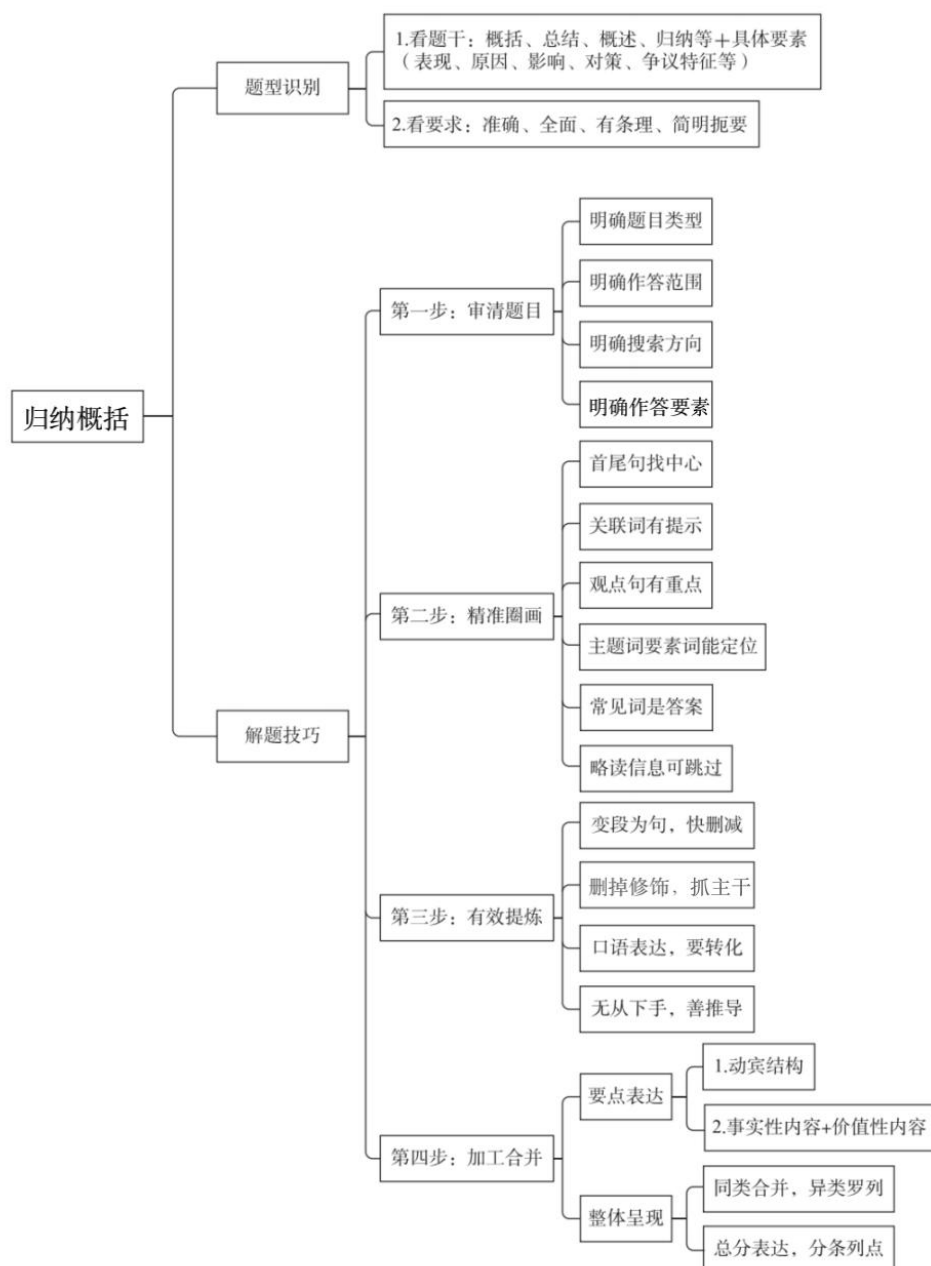 归纳概括
题型识别
1.看题干：概括、总结、概述、归纳等+具体要素
（表现、原因、影响、对策、争议特征等）
2.看要求：准确、全面、有条理、简明扼要
解题技巧
第一步：审清题目
明确题目类型
明确作答范围
明确搜索方向
明确作答要素
第二步：精准圈画
首尾句找中心
关联词有提示
观点句有重点
主题词要素词能定位
常见词是答案
略读信息可跳过
第三步：有效提炼
变段为句，快删减
删掉修饰，抓主干
口语表达，要转化
无从下手，善推导
第四步：加工合并
要点表达
1.动宾结构
2.事实性内容+价值性内容
整体呈现
同类合并，异类罗列
总分表达，分条列点